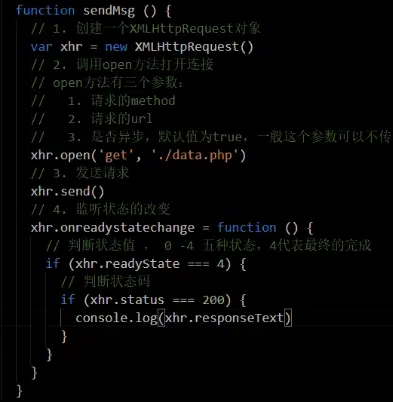 function sendMsg () {
  // 1. 创建一个XMLHttpRequest对象
  var xhr = new XMLHttpRequest()
  // 2. 调用open方法打开连接
  // open方法有三个参数：
  //   1. 请求的method
  //   2. 请求的url
  //   3. 是否异步，默认值为true，一般这个参数可以不传
  xhr.open('get', './data.php')
  // 3. 发送请求
  xhr.send()
  // 4. 监听状态的改变
  xhr.onreadystatechange = function () {
    // 判断状态值 ， 0 -4 五种状态，4代表最终的完成
    if (xhr.readyState === 4) {
      // 判断状态码
      if (xhr.status === 200) {
        console.log(xhr.responseText)
      }
    }
  }
}